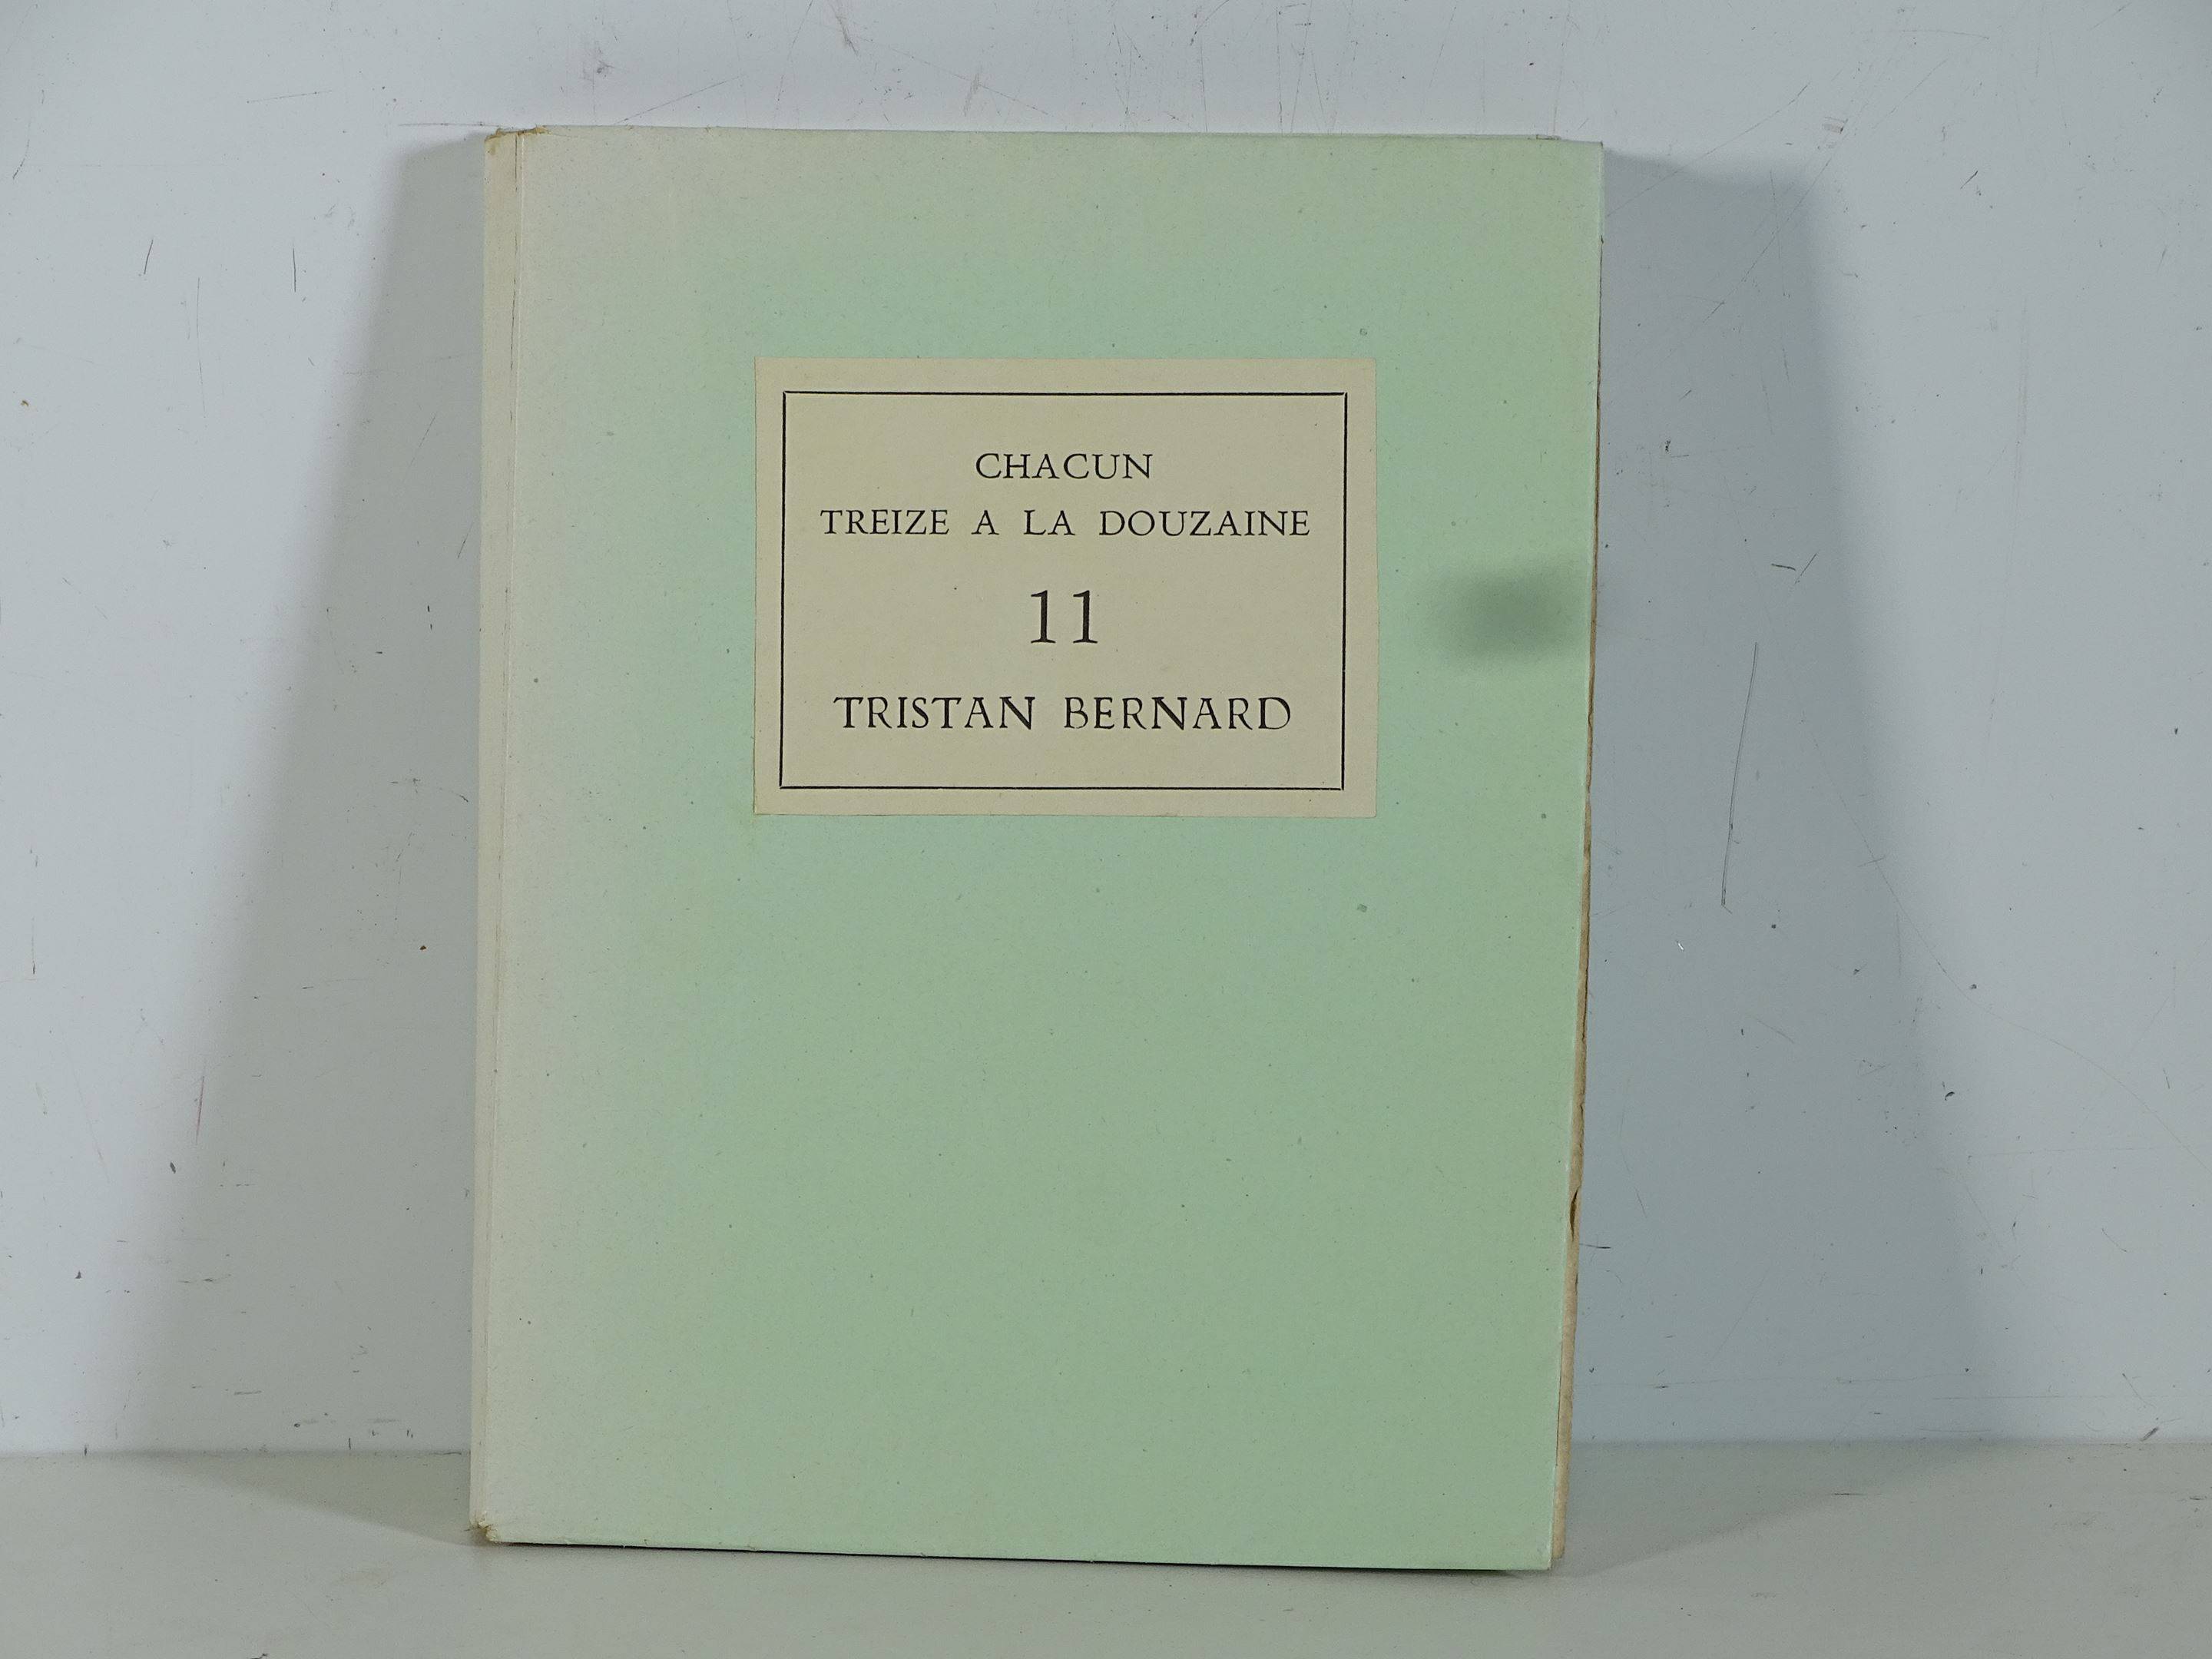 CHACUN
TREIZE A LA DOUZAINE
11
TRISTAN BERNARD